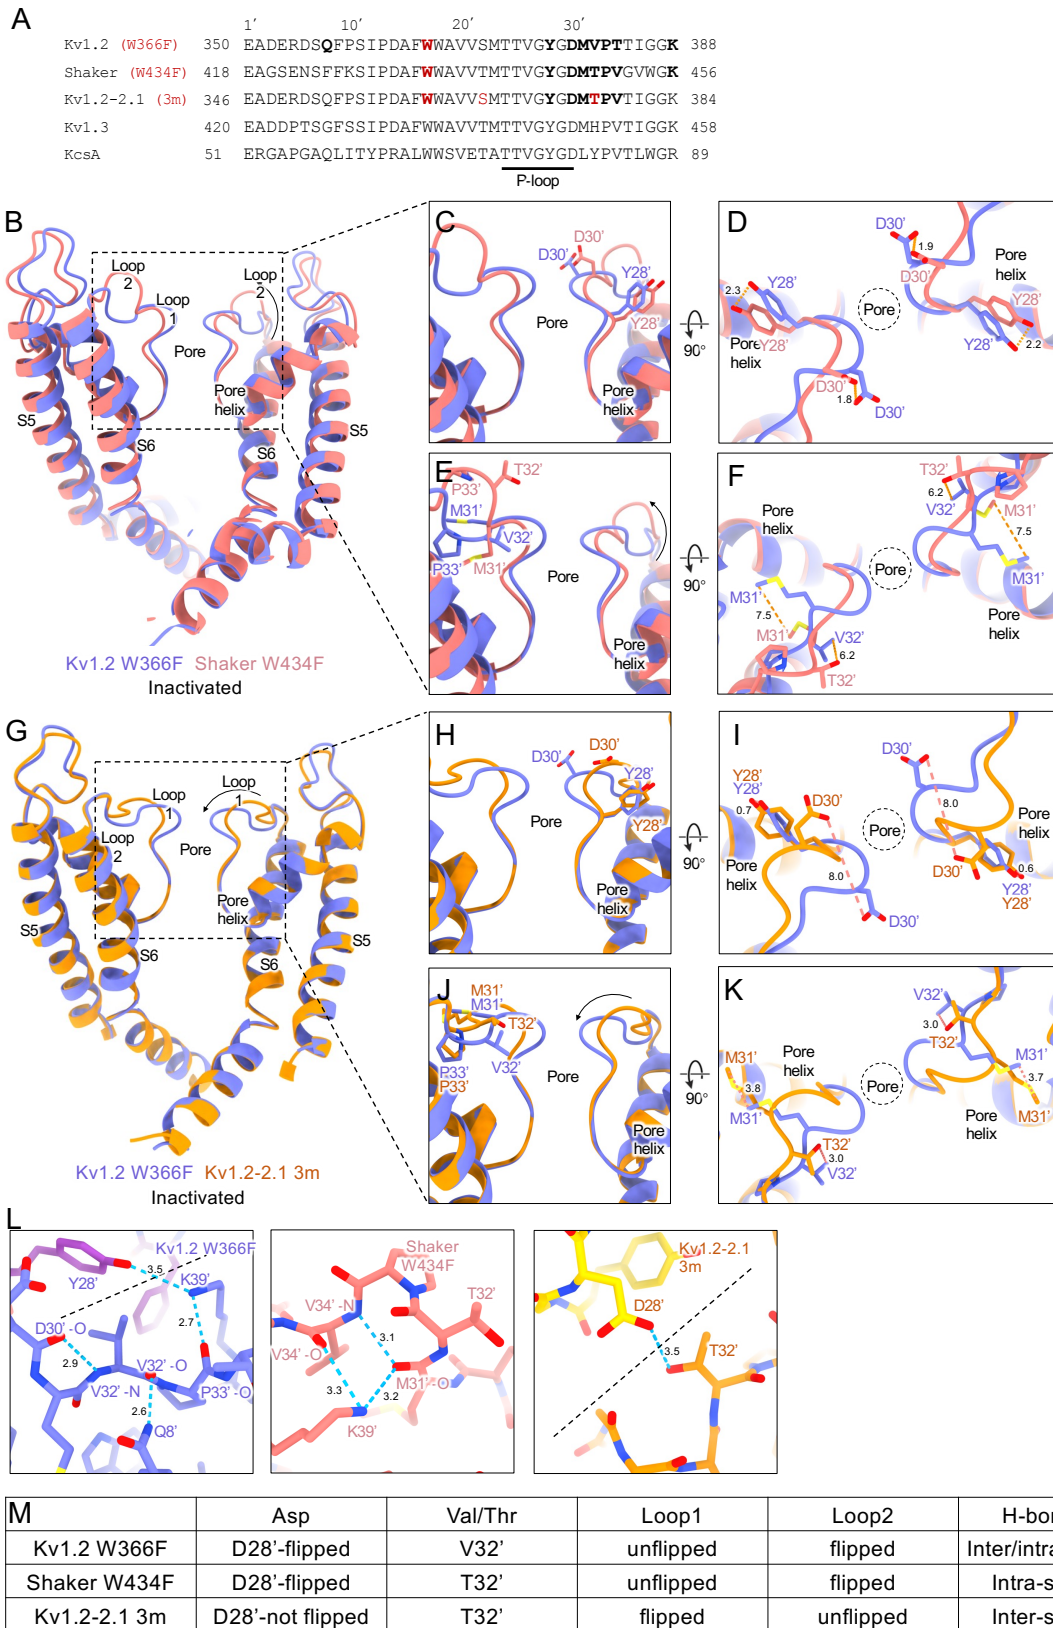 A
1' 10' 20' 30'
Kv1.2 (W366F) 350 EADERDSQFPSIPDAFWWAVVSMTTVGYGDMVPTTIGGK 388
Shaker (W434F) 418 EAGSENSFFKSIPDAFWWAVVTMTTVGYGDMTPVGVWGK 456
Kv1.2-2.1 (3m) 346 EADERDSQFPSIPDAFWWAVVSMTTVGYGDMTPVTIGGK 384
Kv1.3 420 EADDPTSGFSSIPDAFWWAVVTMTTVGYGDMHPVTIGGK 458
KcsA 51 ERGAPGAQLITYPRALWWSVETATTVGYGDLYPVTLWGR 89
P-loop
B
Loop 2
Loop 1
Loop 2
Pore
Pore helix
S5
S6
S6
S5
Kv1.2 W366F Shaker W434F
Inactivated
C
D30' D30'
Y28'
Y28'
Pore
Pore helix
90°
D
D30'
1.9
D30'
Pore helix
2.3
Pore
Y28'
Y28'
Pore helix
Y28'
Y28'
2.2
D30'
1.8
D30'
E
T32'
P33'
M31'
V32'
P33'
M31'
Pore
Pore helix
90°
F
T32'
6.2
V32'
M31'
7.5
Pore helix
Pore
M31'
M31'
7.5
Pore helix
M31'
V32'
6.2
T32'
G
Loop 1
Loop 1
Loop 2
Pore
Pore helix
S5
S6
S6
S5
Kv1.2 W366F Kv1.2-2.1 3m
Inactivated
H
D30' D30'
Y28'
Y28'
Pore
Pore helix
90°
I
D30'
Y28'
Y28'
0.7
D30'
8.0
Pore
Pore helix
Pore helix
8.0
D30'
0.6
Y28'
Y28'
D30'
J
M31'
M31'
T32'
P33'
P33'
V32'
Pore
Pore helix
90°
K
V32'
3.0
T32'
M31'
Pore helix
Pore
M31'
3.7
M31'
3.8
M31'
Pore helix
T32'
3.0
V32'
L
Kv1.2 W366F
Y28'
3.5
K39'
2.7
D30'-O
2.9
V32'-O
V32'-N
P33'-O
2.6
Q8'
Shaker W434F
V34'-N
T32'
3.1
V34'-O
M31'-O
3.3
3.2
K39'
Kv1.2-2.1 3m
D28'
3.5
T32'
M
Asp Val/Thr Loop1 Loop2
Kv1.2 W366F D28'-flipped V32' unflipped flipped
Shaker W434F D28'-flipped T32' unflipped flipped
Kv1.2-2.1 3m D28'-not flipped T32' flipped unflipped